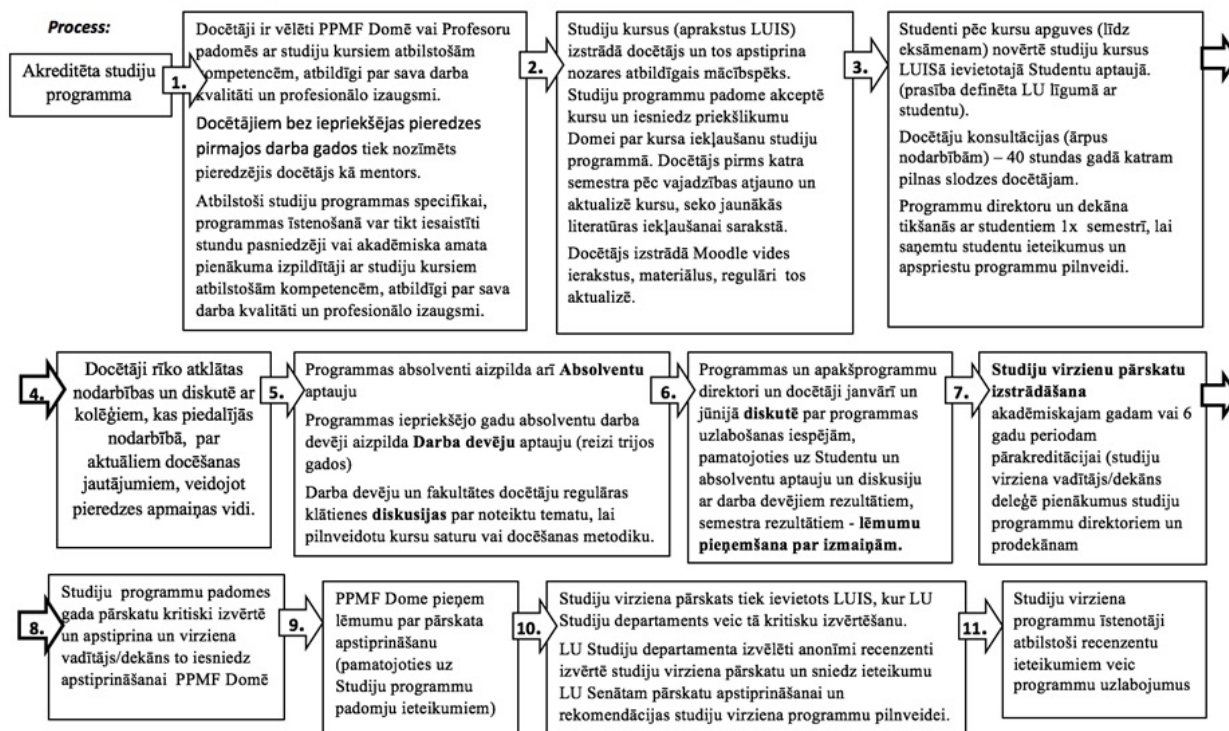 Process:
Akreditēta studiju
programma
1.
Docētāji ir vēlēti PPMF Domē vai Profesoru
padomēs ar studiju kursiem atbilstošām
kompetencēm, atbildīgi par sava darba
kvalitāti un profesionālo izaugsmi.
Docētājiem bez iepriekšējas pieredzes
pirmajos darba gados tiek nozīmēts
pieredzējis docētājs kā mentors.
Atbilstoši studiju programmas specifikai,
programmas īstenošanā var tikt iesaistīti
stundu pasniedzēji vai akadēmiska amata
pienākuma izpildītāji ar studiju kursiem
atbilstošām kompetencēm, atbildīgi par sava
darba kvalitāti un profesionālo izaugsmi.
2.
Studiju kursus (aprakstus LUIS)
izstrādā docētājs un tos apstiprina
nozares atbildīgais mācībspēks.
Studiju programmu padome akceptē
kursu un iesniedz priekšlikumu
Domei par kursa iekļaušanu studiju
programmā. Docētājs pirms katra
semestra pēc vajadzības atjauno un
aktualizē kursu, seko jaunākās
literatūras iekļaušanai sarakstā.
Docētājs izstrādā Moodle vides
ierakstus, materiālus, regulāri tos
aktualizē.
3.
Studenti pēc kursu apguves (līdz
eksāmenam) novērtē studiju kursus
LUISā ievietotajā Studentu aptaujā.
(prasība definēta LU līgumā ar
studentu).
Docētāju konsultācijas (ārpus
nodarbībām) – 40 stundas gadā katram
pilnas slodzes docētājam.
Programmu direktoru un dekāna
tikšanās ar studentiem 1x semestrī, lai
saņemtu studentu ieteikumus un
apspriestu programmu pilnveidi.
4.
Docētāji rīko atklātas
nodarbības un diskutē ar
kolēģiem, kas piedalījās
nodarbībā, par
aktuāliem docēšanas
jautājumiem, veidojot
pieredzes apmaiņas vidi.
5.
Programmas absolventi aizpilda arī Absolventu
aptauju
Programmas iepriekšējo gadu absolventu darba
devēji aizpilda Darba devēju aptauju (reizi trijos
gados)
Darba devēju un fakultātes docētāju regulāras
klātienes diskusijas par noteiktu tematu, lai
pilnveidotu kursu saturu vai docēšanas metodiku.
6.
Programmas un apakšprogrammu
direktori un docētāji janvārī un
jūnijā diskutē par programmas
uzlabošanas iespējām,
pamatojoties uz Studentu un
absolventu aptauju un diskusiju
ar darba devējiem rezultātiem,
semestra rezultātiem - lēmumu
pieņemšana par izmaiņām.
7.
Studiju virzienu pārskatu
izstrādāšana
akadēmiskajam gadam vai 6
gadu periodam
pārakreditācijai (studiju
virziena vadītājs/dekāns
deleģē pienākumus studiju
programmu direktoriem un
prodekānam
8.
Studiju programmu padomes
gada pārskatu kritiski izvērtē
un apstiprina un virziena
vadītājs/dekāns to iesniedz
apstiprināšanai PPMF Domē
9.
PPMF Dome pieņem
lēmumu par pārskata
apstiprināšanu
(pamatojoties uz
Studiju programmu
padomju ieteikumiem)
10.
Studiju virziena pārskats tiek ievietots LUIS, kur LU
Studiju departaments veic tā kritisku izvērtēšanu.
LU Studiju departamenta izvēlēti anonīmi recenzenti
izvērtē studiju virziena pārskatu un sniedz ieteikumu
LU Senātam pārskatu apstiprināšanai un
rekomendācijas studiju virziena programmu pilnveidei.
11.
Studiju virziena
programmu īstenotāji
atbilstoši recenzentu
ieteikumiem veic
programmu uzlabojumus